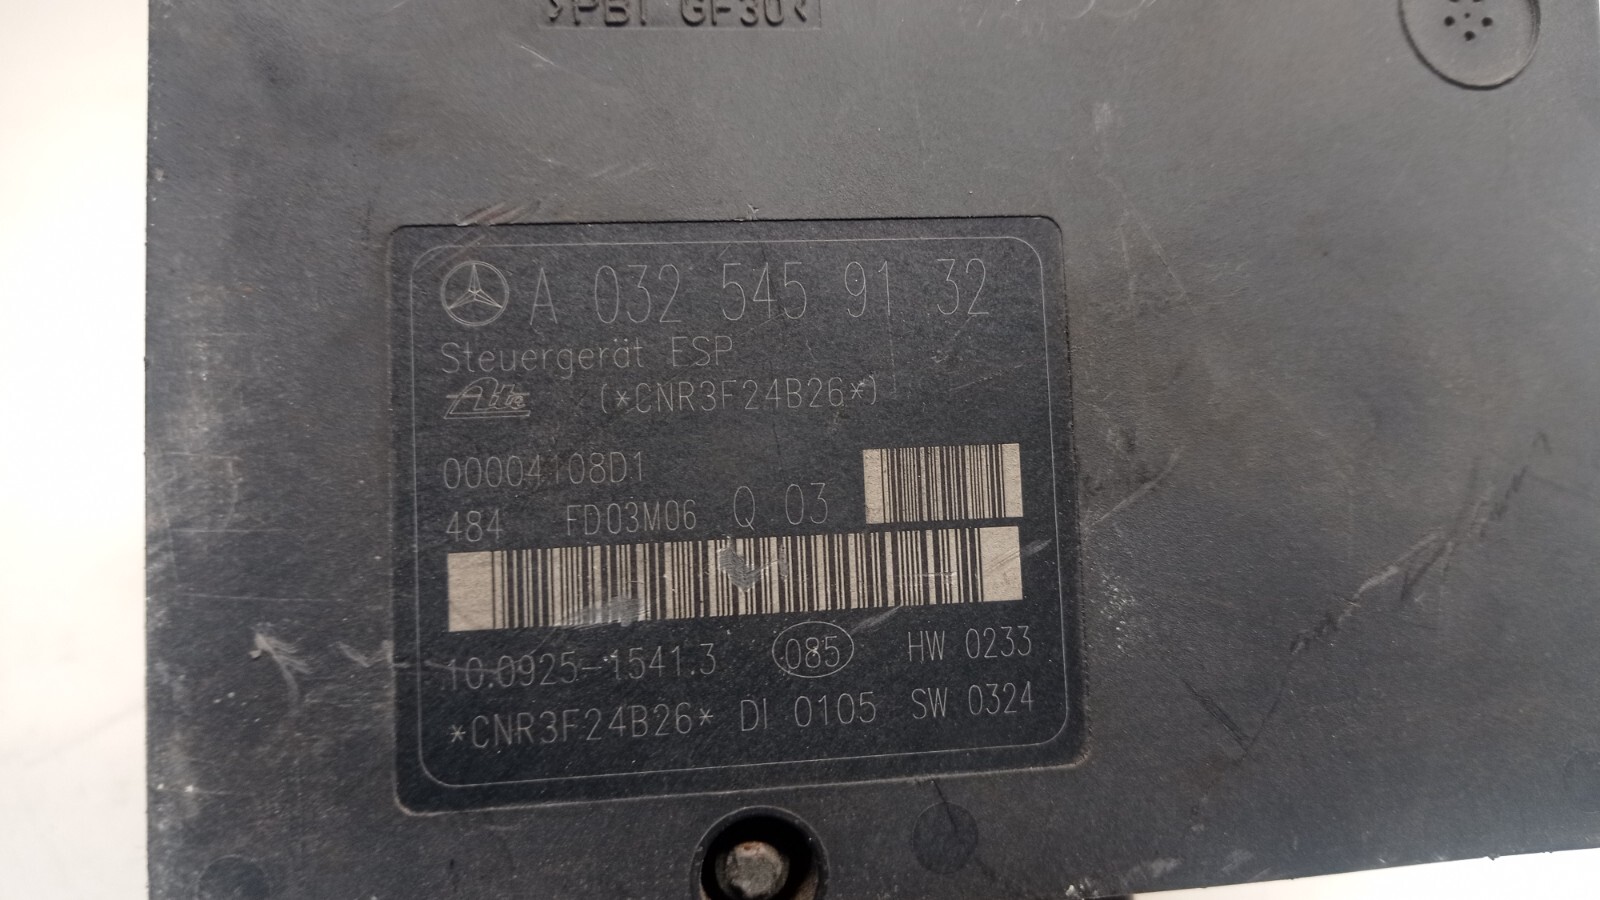 >PBT GF30<
A 032 545 91 32
Steuergerät ESP
Ate (*CNR3F24B26*)
00004108D1
484 FD03M06 Q 03
10.0925-1541.3 085 HW 0233
*CNR3F24B26* DI 0105 SW 0324